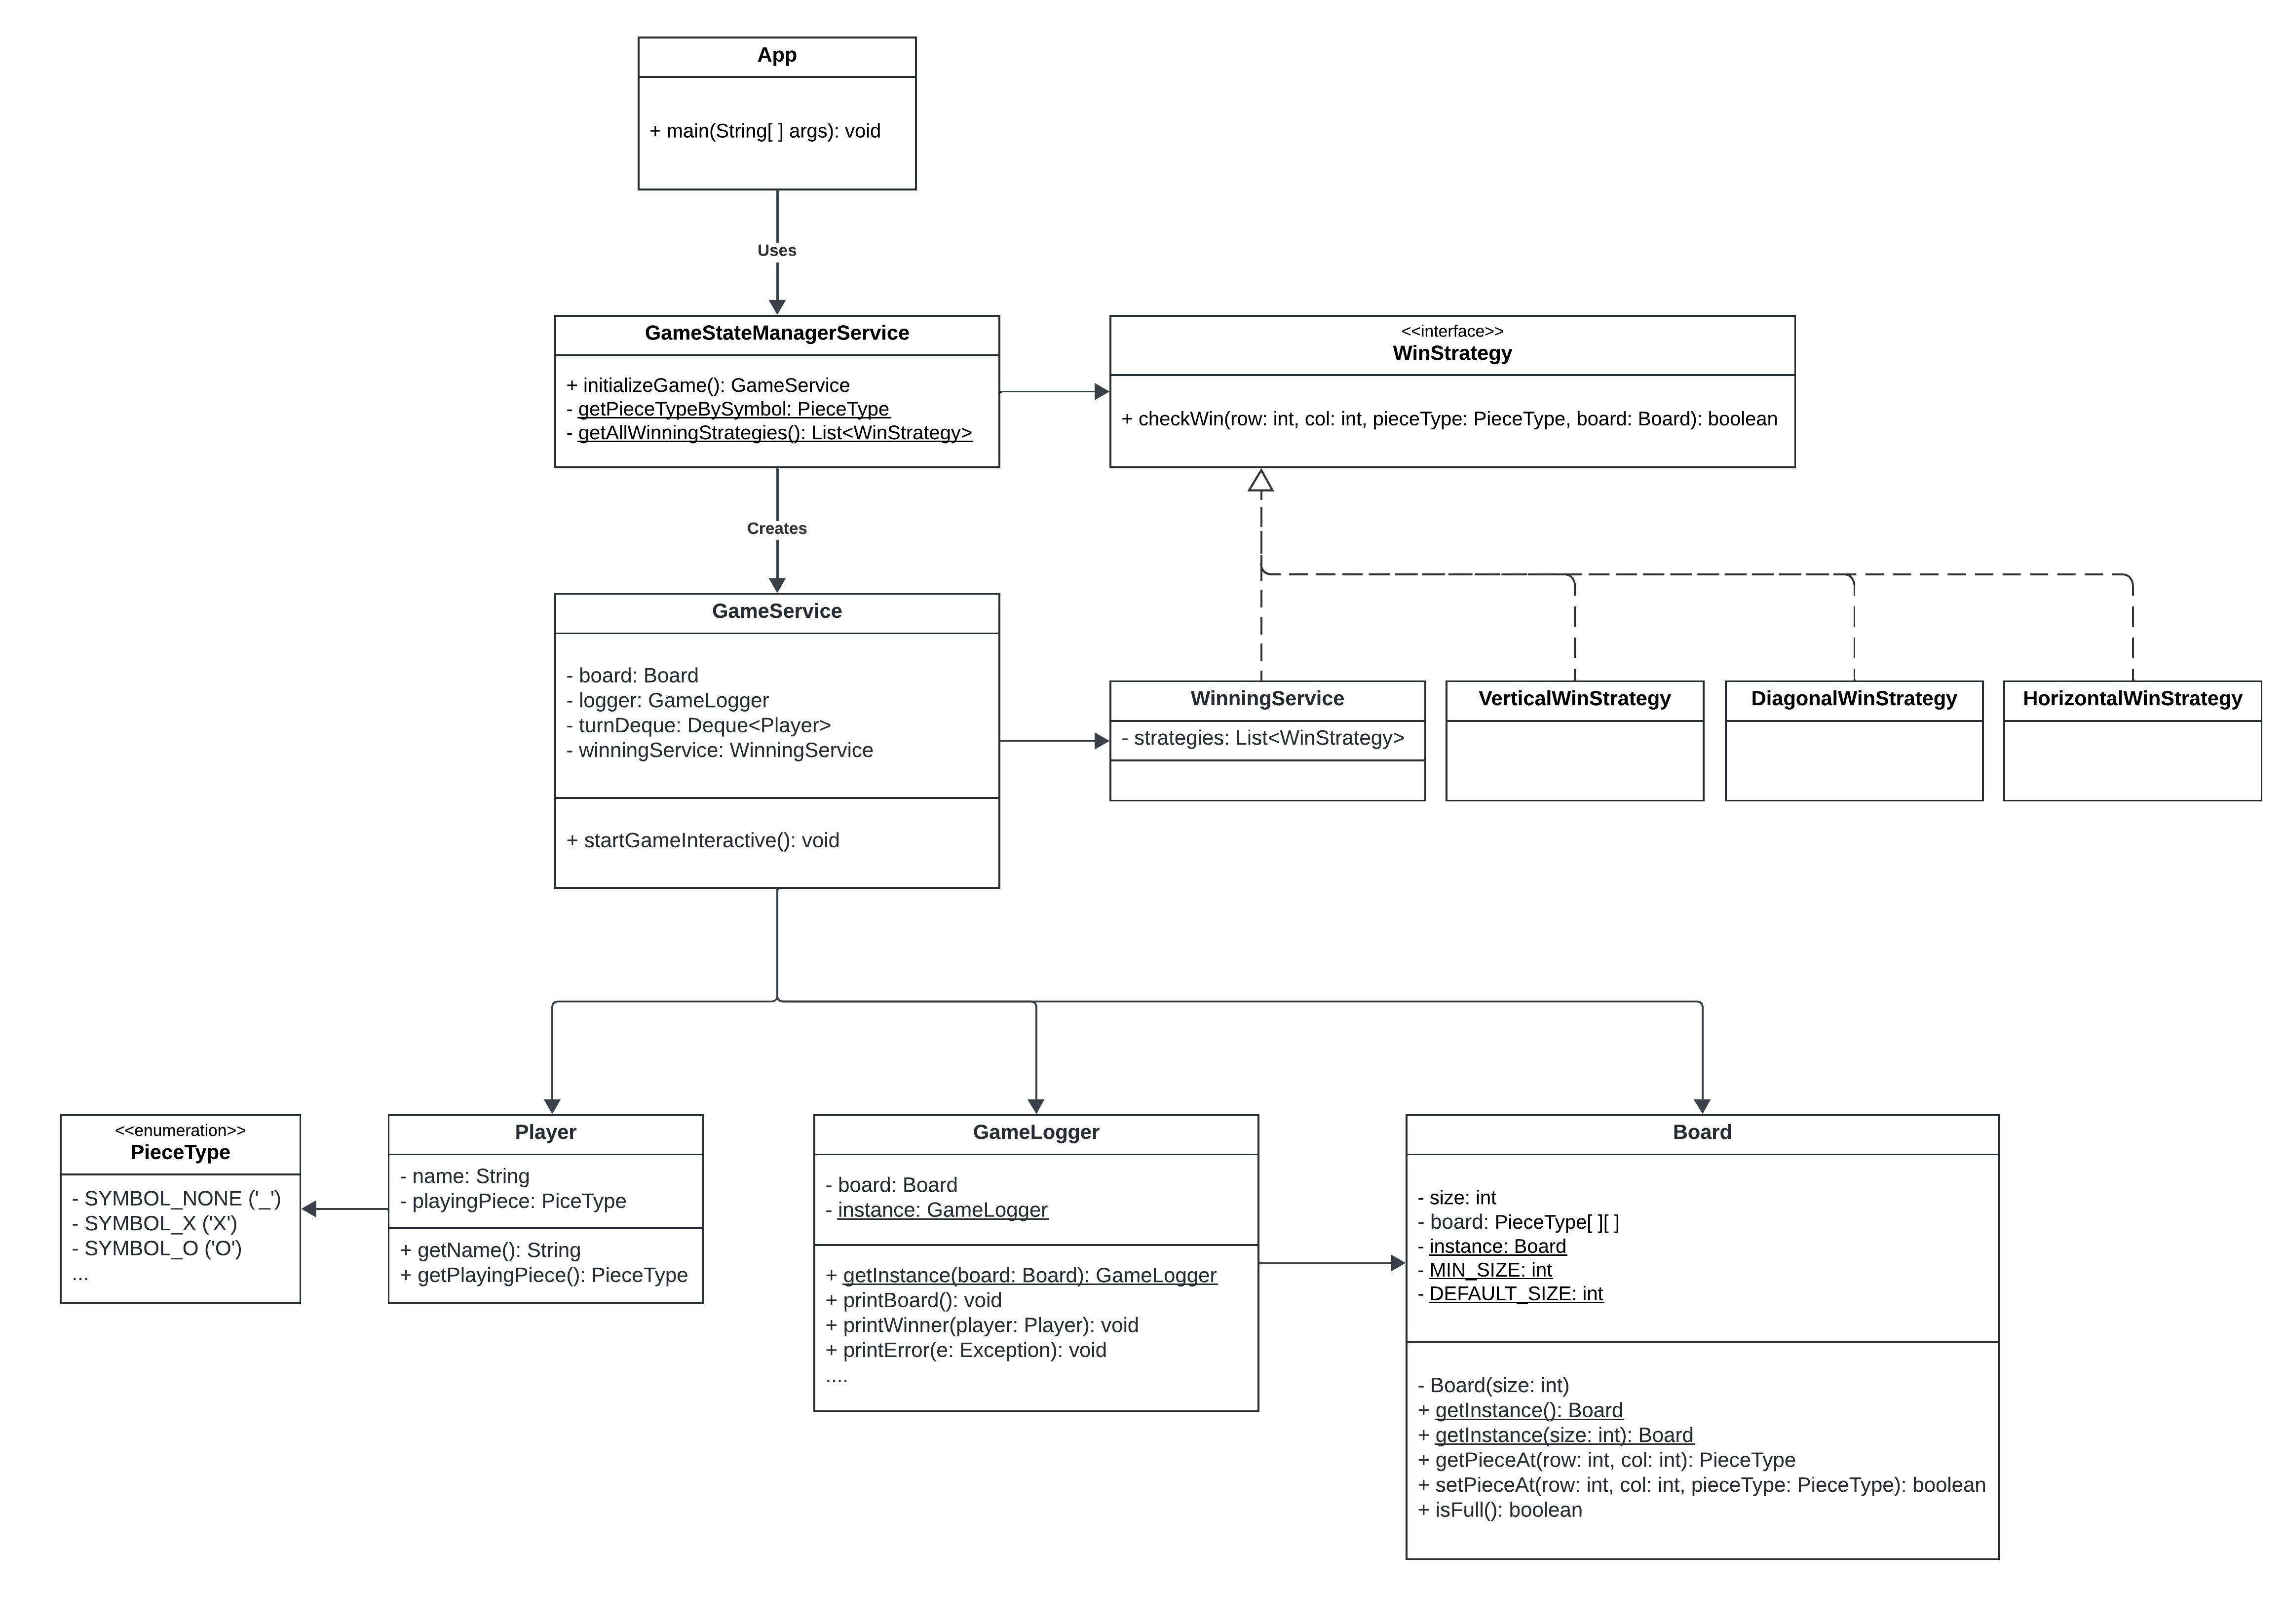 App
+ main(String[ ] args): void
Uses
GameStateManagerService
+ initializeGame(): GameService
- getPieceTypeBySymbol: PieceType
- getAllWinningStrategies(): List<WinStrategy>
<<interface>>
WinStrategy
+ checkWin(row: int, col: int, pieceType: PieceType, board: Board): boolean
Creates
GameService
- board: Board
- logger: GameLogger
- turnDeque: Deque<Player>
- winningService: WinningService
+ startGameInteractive(): void
WinningService
- strategies: List<WinStrategy>
VerticalWinStrategy
DiagonalWinStrategy
HorizontalWinStrategy
<<enumeration>>
PieceType
- SYMBOL_NONE ('_')
- SYMBOL_X ('X')
- SYMBOL_O ('O')
...
Player
- name: String
- playingPiece: PiceType
+ getName(): String
+ getPlayingPiece(): PieceType
GameLogger
- board: Board
- instance: GameLogger
+ getInstance(board: Board): GameLogger
+ printBoard(): void
+ printWinner(player: Player): void
+ printError(e: Exception): void
....
Board
- size: int
- board: PieceType[ ][ ]
- instance: Board
- MIN_SIZE: int
- DEFAULT_SIZE: int
- Board(size: int)
+ getInstance(): Board
+ getInstance(size: int): Board
+ getPieceAt(row: int, col: int): PieceType
+ setPieceAt(row: int, col: int, pieceType: PieceType): boolean
+ isFull(): boolean